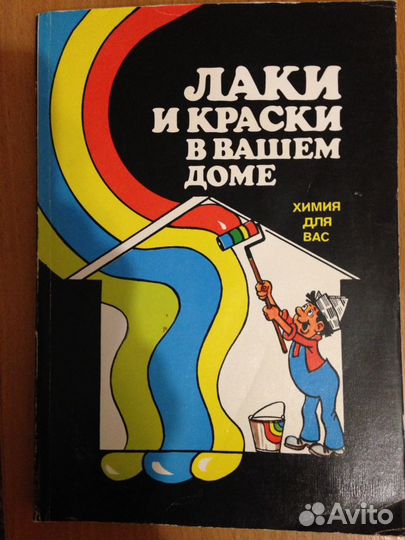 ЛАКИ
И КРАСКИ
В ВАШЕМ
ДОМЕ
ХИМИЯ
ДЛЯ
ВАС
Avito